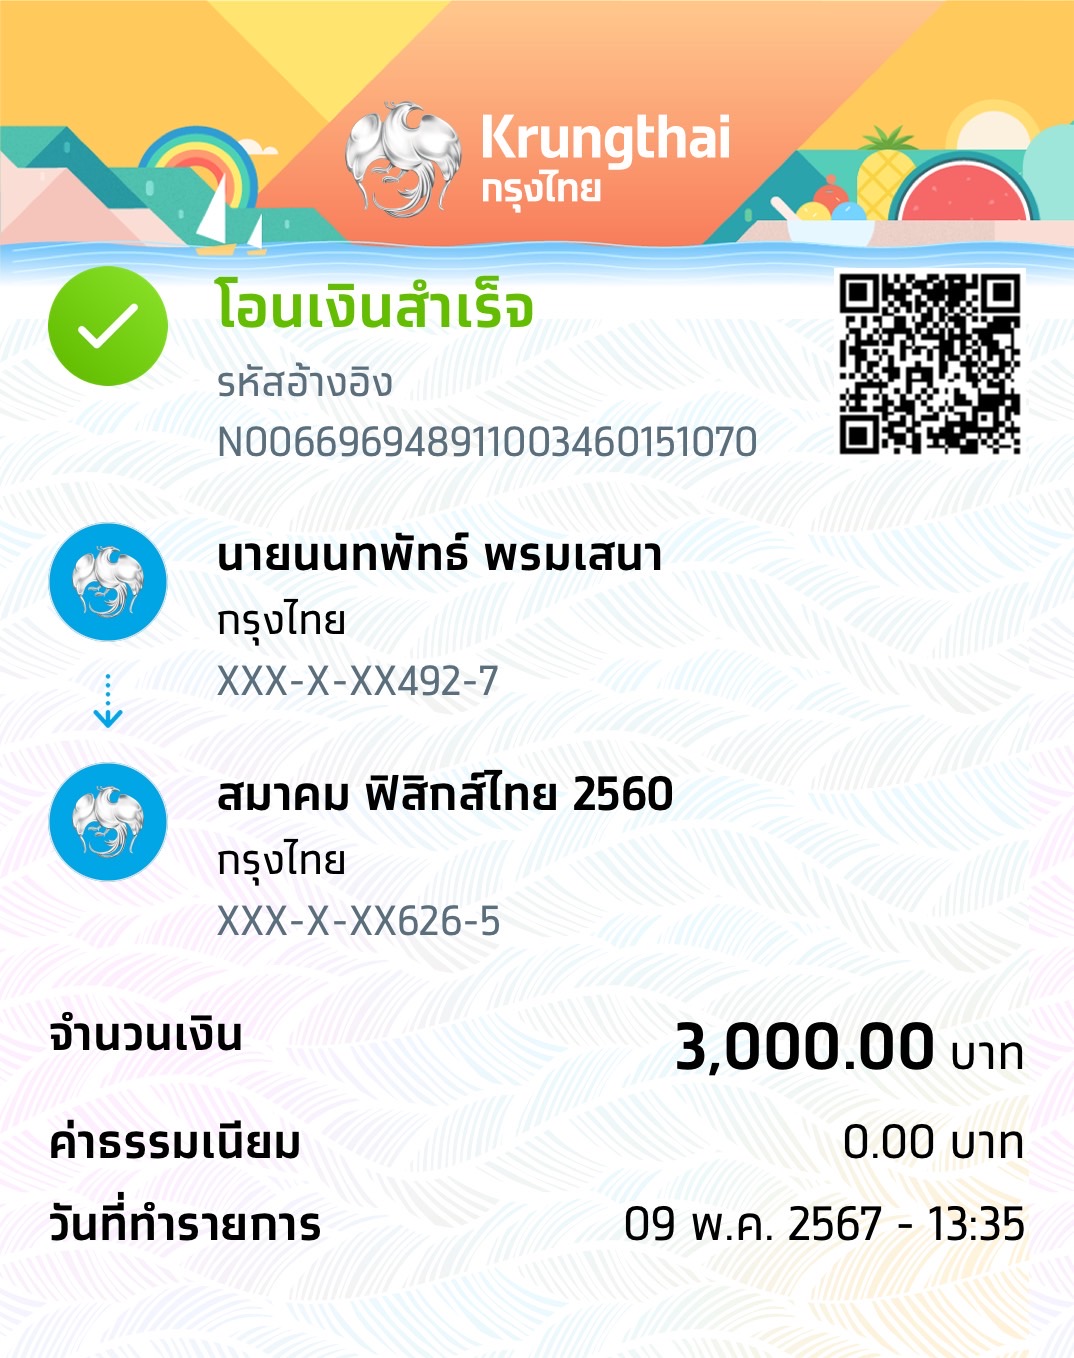 Krungthai
กรุงไทย
โอนเงินสำเร็จ
รหัสอ้างอิง
N006696948911003460151070
นายนนทพัทธ์ พรมเสนา
กรุงไทย
XXX-X-XX492-7
สมาคม ฟิสิกส์ไทย 2560
กรุงไทย
XXX-X-XX626-5
จำนวนเงิน 3,000.00 บาท
ค่าธรรมเนียม 0.00 บาท
วันที่ทำรายการ 09 พ.ค. 2567 - 13:35